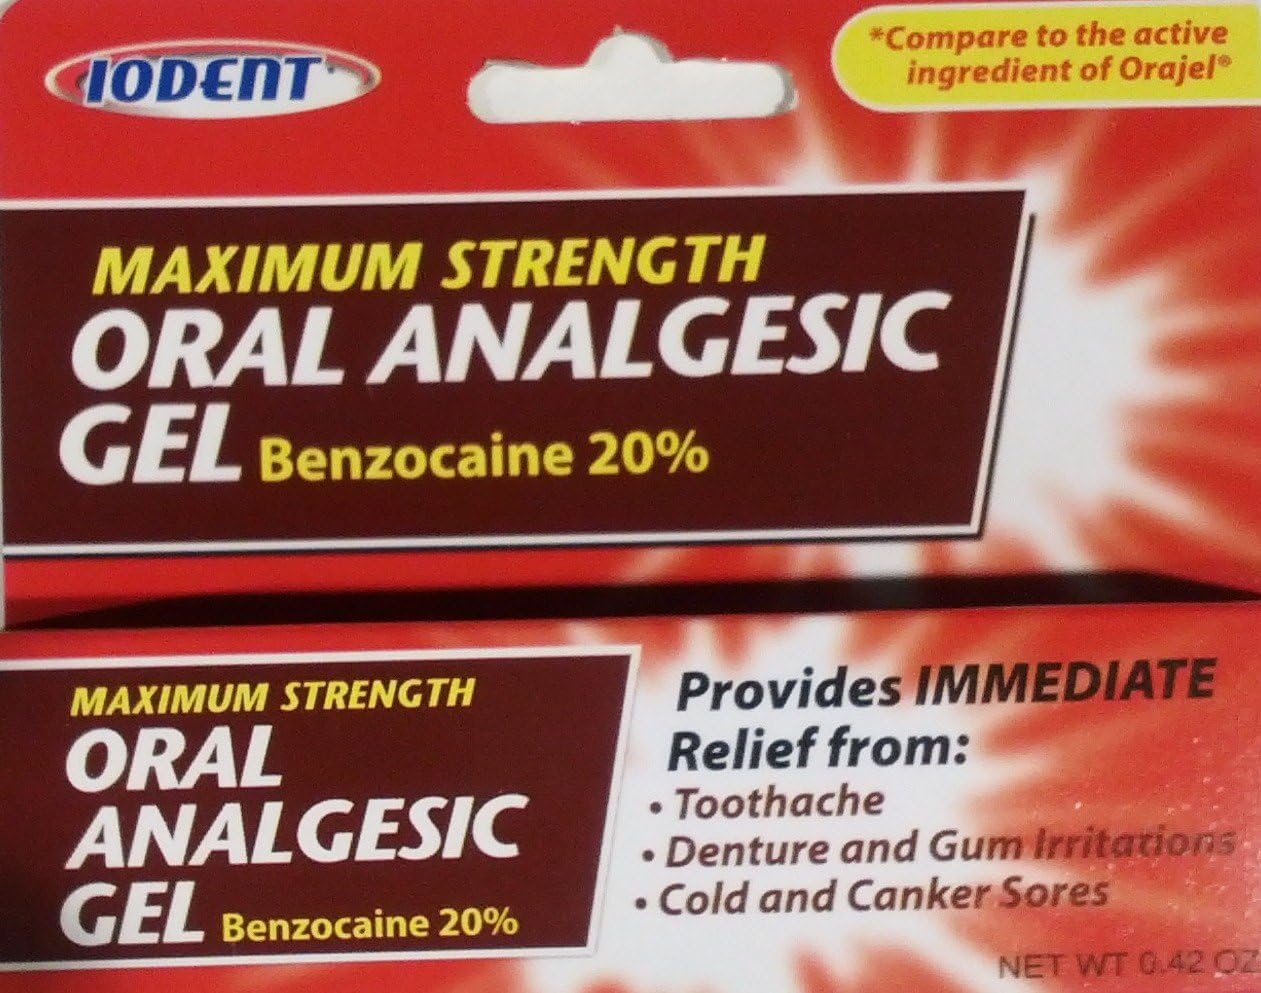 IODENT
*Compare to the active
ingredient of Orajel®
MAXIMUM STRENGTH
ORAL ANALGESIC
GEL Benzocaine 20%
MAXIMUM STRENGTH
ORAL
ANALGESIC
GEL Benzocaine 20%
Provides IMMEDIATE
Relief from:
• Toothache
• Denture and Gum Irritations
• Cold and Canker Sores
NET WT 0.42 OZ